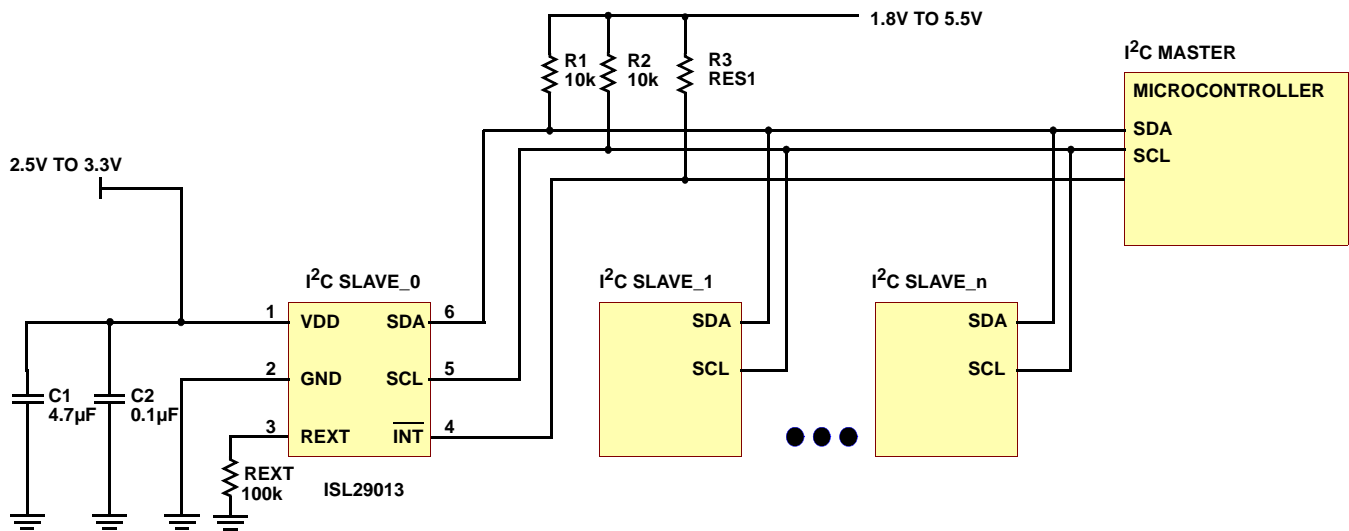 1.8V TO 5.5V
R1
10k
R2
10k
R3
RES1
I²C MASTER
MICROCONTROLLER
SDA
SCL
2.5V TO 3.3V
I²C SLAVE_0
1
VDD
SDA
6
2
GND
SCL
5
3
REXT
I̅N̅T̅
4
C1
4.7µF
C2
0.1µF
REXT
100k
ISL29013
I²C SLAVE_1
SDA
SCL
I²C SLAVE_n
SDA
SCL